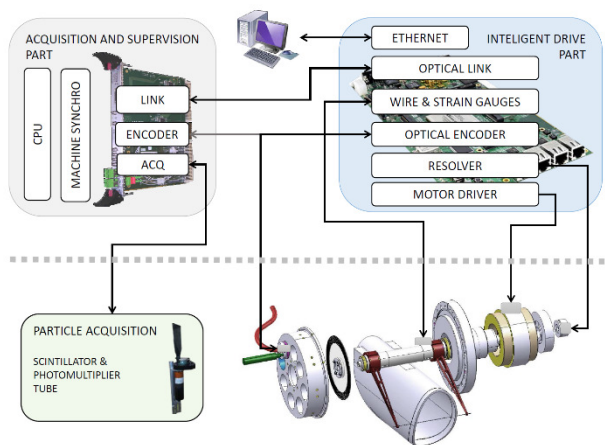 ACQUISITION AND SUPERVISION
PART
CPU
MACHINE SYNCHRO
LINK
ENCODER
ACQ
ETHERNET
INTELIGENT DRIVE
PART
OPTICAL LINK
WIRE & STRAIN GAUGES
OPTICAL ENCODER
RESOLVER
MOTOR DRIVER
PARTICLE ACQUISITION
SCINTILLATOR &
PHOTOMULTIPLIER
TUBE